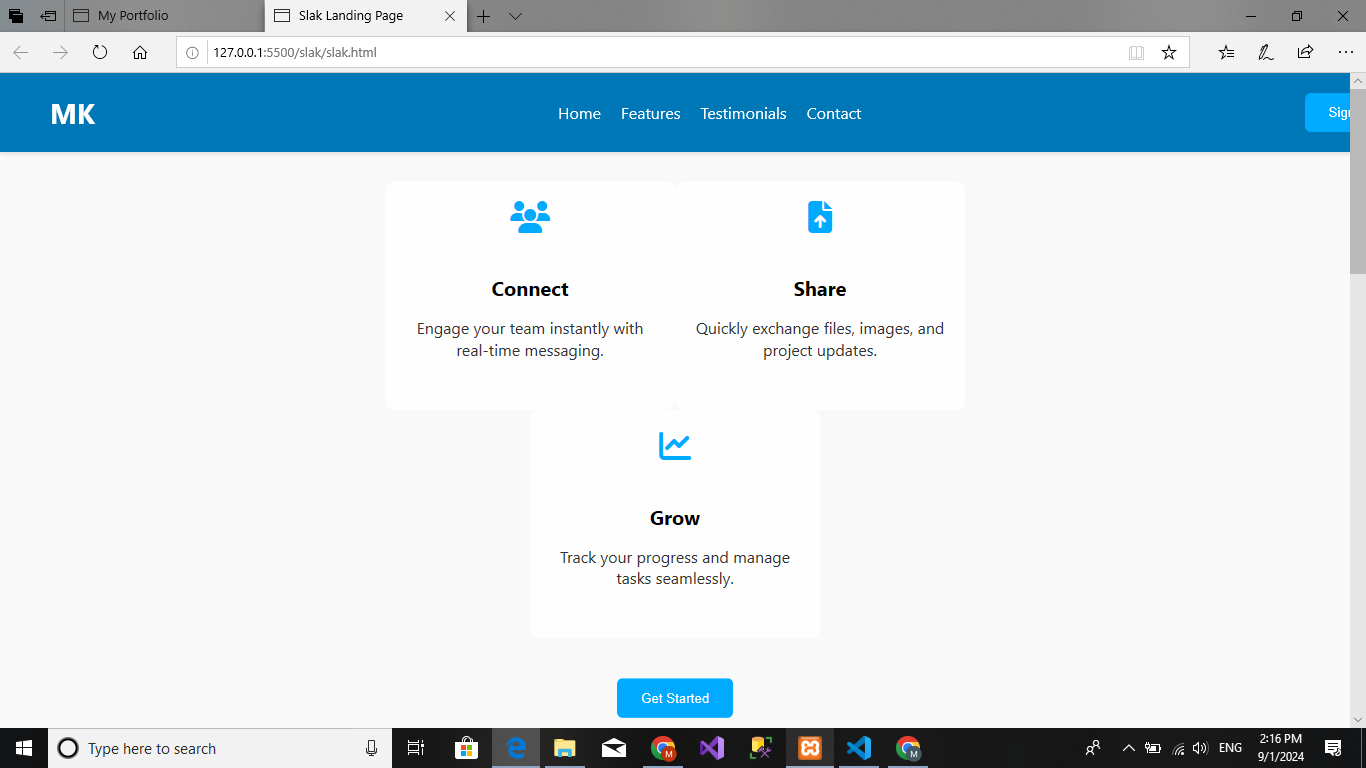 My Portfolio
Slak Landing Page
127.0.0.1:5500/slak/slak.html
MK
Home Features Testimonials Contact
Sign
Connect
Engage your team instantly with
real-time messaging.
Share
Quickly exchange files, images, and
project updates.
Grow
Track your progress and manage
tasks seamlessly.
Get Started
Type here to search
ENG
2:16 PM
9/1/2024